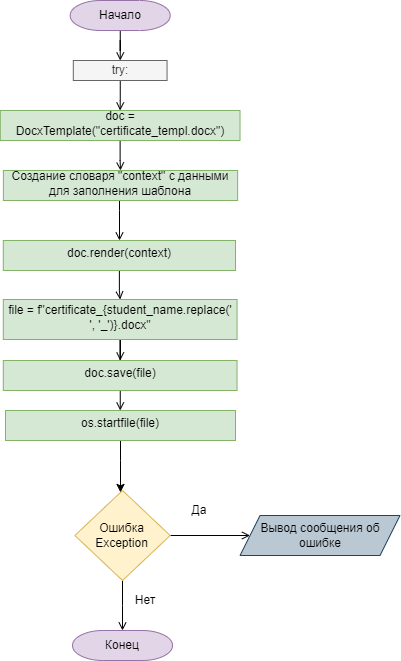 Начало
try:
doc =
DocxTemplate("certificate_templ.docx")
Создание словаря "context" с данными
для заполнения шаблона
doc.render(context)
file = f"certificate_{student_name.replace('
', '_')}.docx"
doc.save(file)
os.startfile(file)
Ошибка
Exception
Да
Вывод сообщения об
ошибке
Нет
Конец